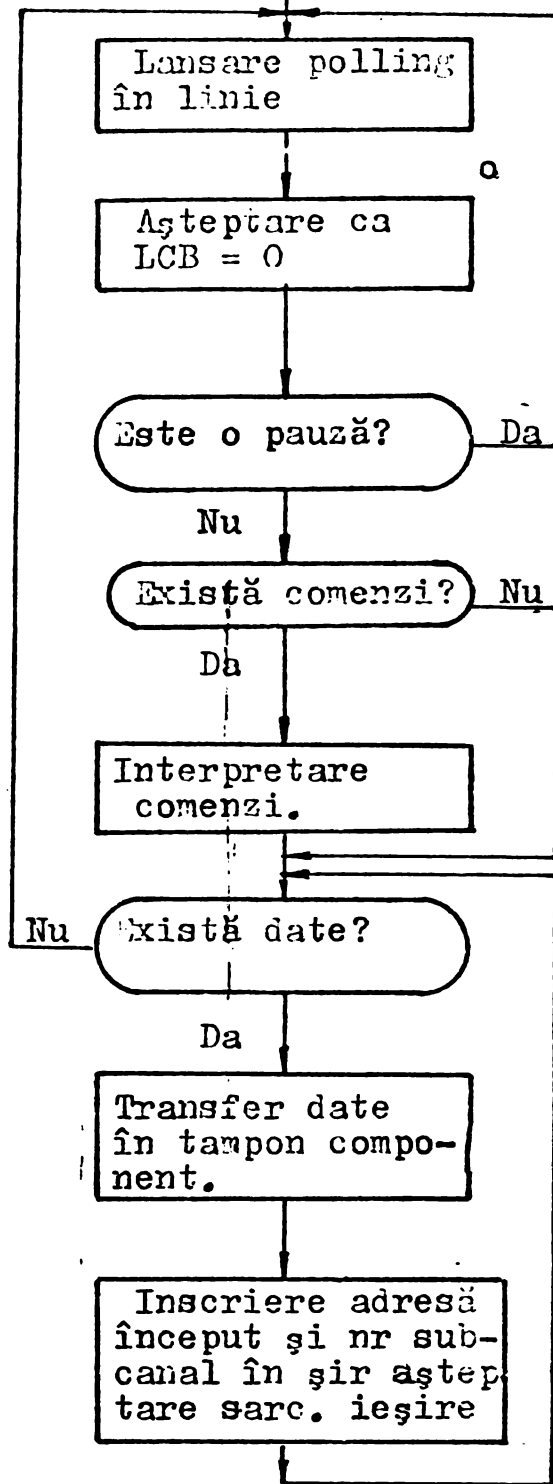 Lansare polling
în linie
a
Aşteptare ca
LCB = 0
Este o pauză?
Da
Nu
Există comenzi?
Nu
Da
Interpretare
comenzi.
Nu
Există date?
Da
Transfer date
în tampon compo-
nent.
Inscriere adresă
început şi nr sub-
canal în şir aştep
tare sarc. ieşire